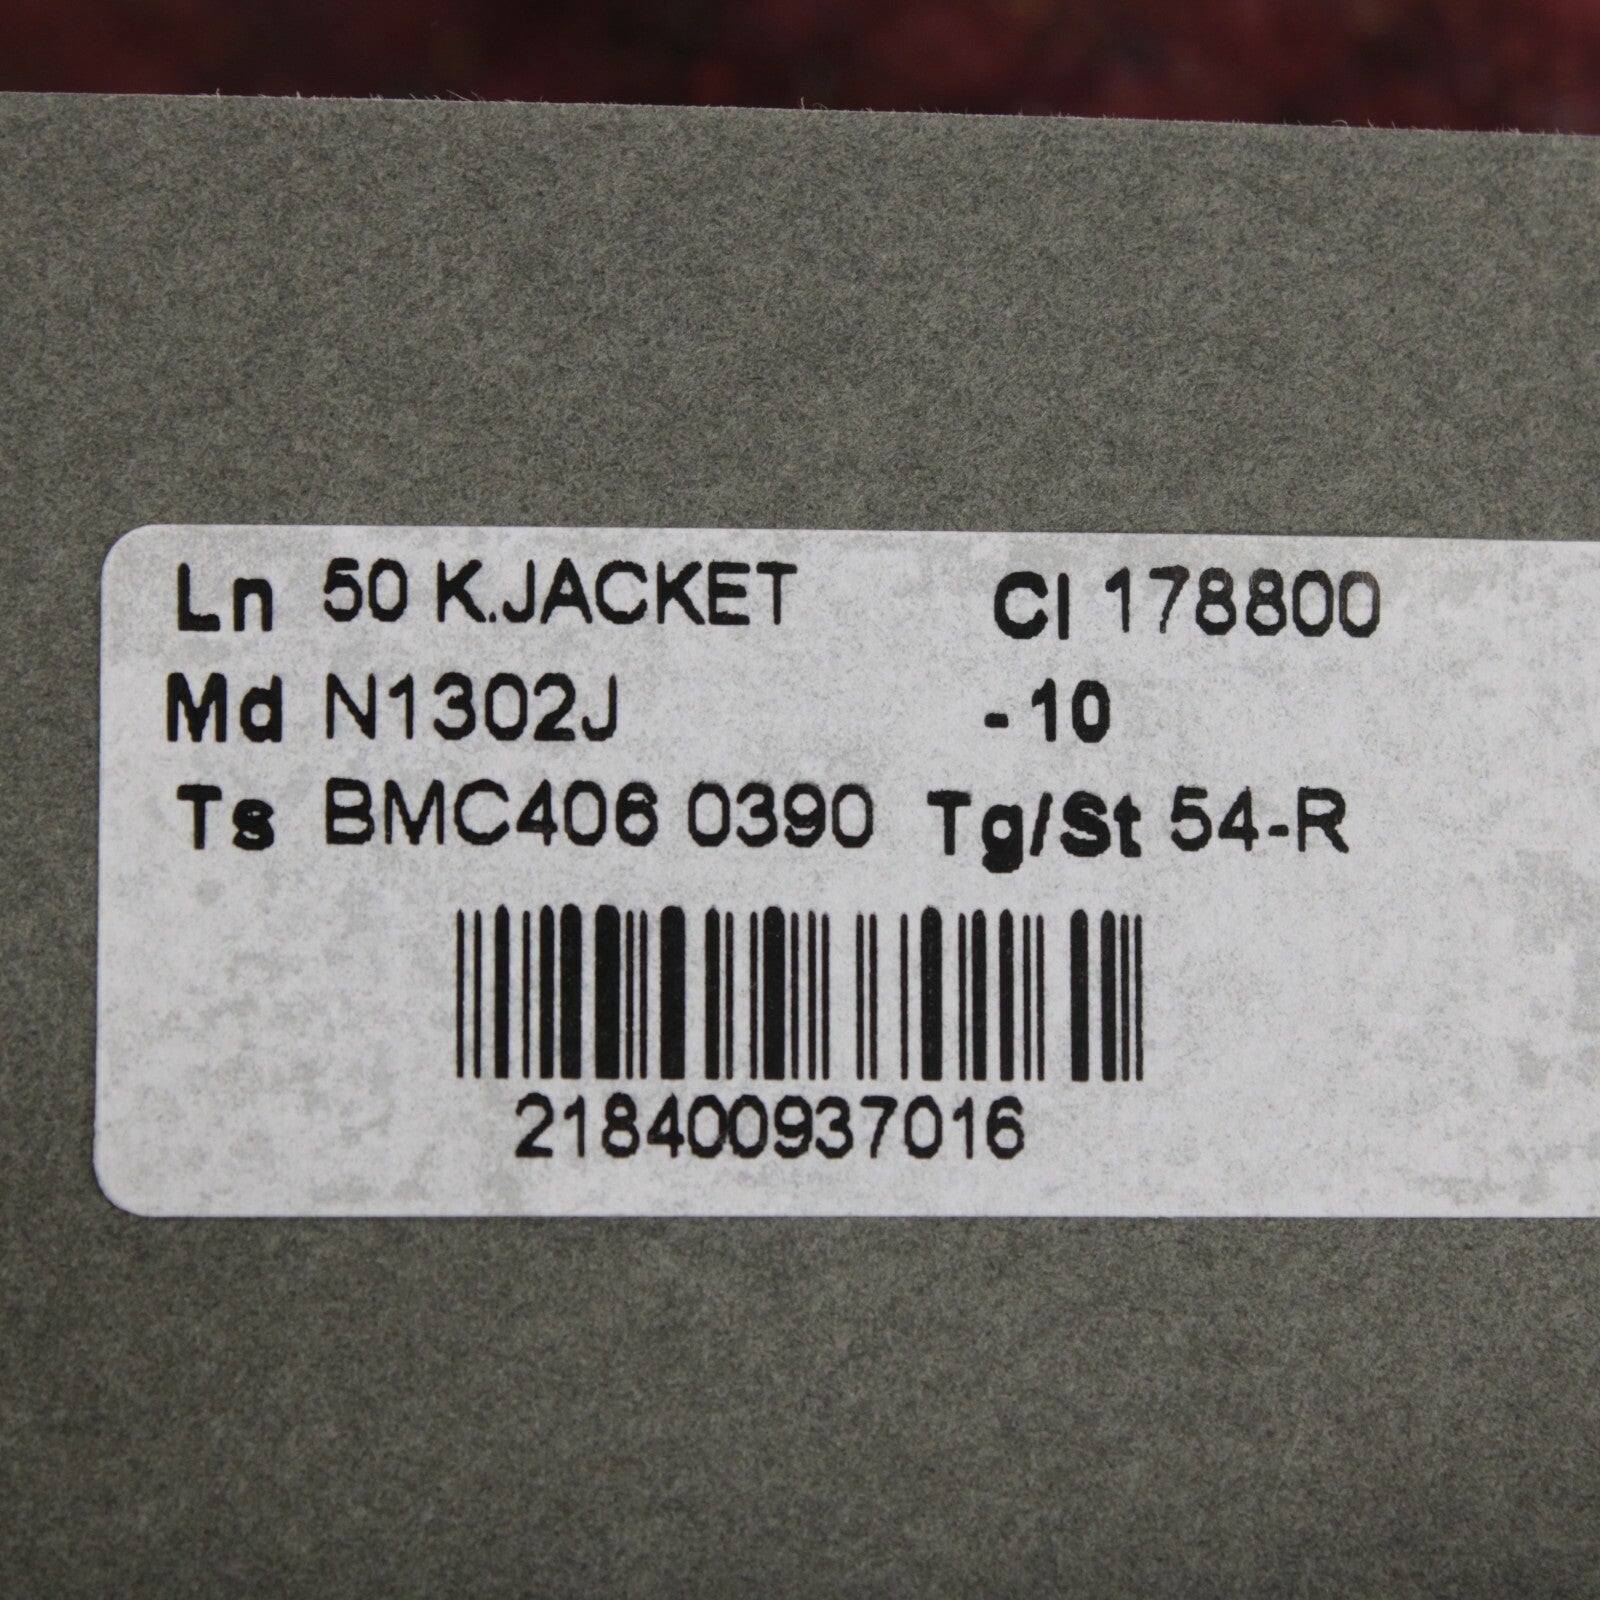 Ln 50 K.JACKET Cl 178800
Md N1302J - 10
Ts BMC406 0390 Tg/St 54-R
218400937016